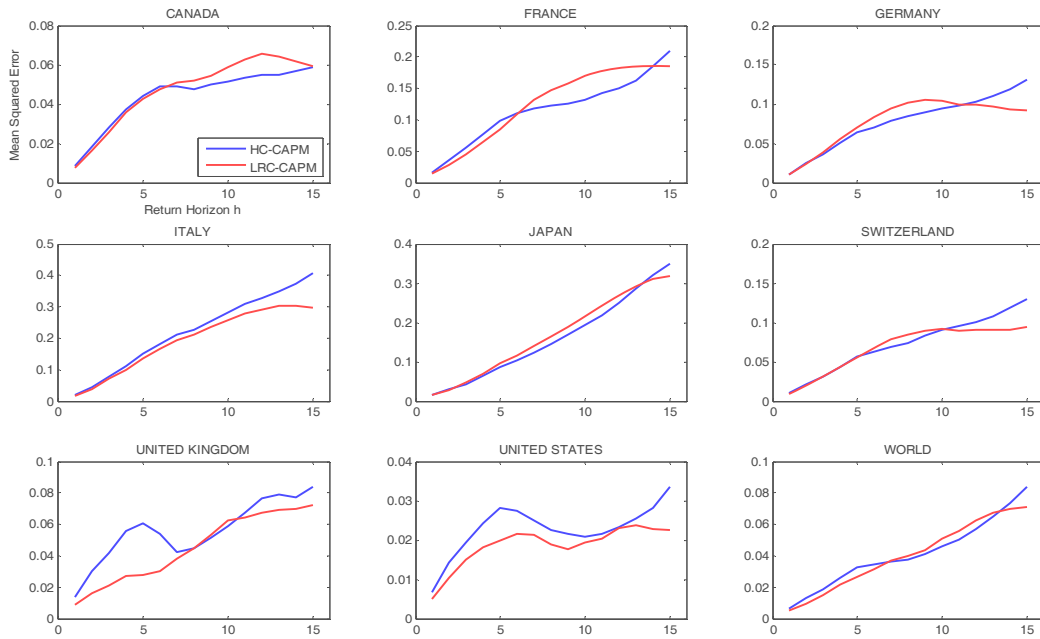 CANADA
FRANCE
GERMANY
Mean Squared Error
0.08
0.06
0.04
0.02
0
0 5 10 15
Return Horizon h
HC-CAPM
LRC-CAPM
0.25
0.2
0.15
0.1
0.05
0
0 5 10 15
0.2
0.15
0.1
0.05
0
0 5 10 15
ITALY
JAPAN
SWITZERLAND
0.5
0.4
0.3
0.2
0.1
0
0 5 10 15
0.4
0.3
0.2
0.1
0
0 5 10 15
0.2
0.15
0.1
0.05
0
0 5 10 15
UNITED KINGDOM
UNITED STATES
WORLD
0.1
0.08
0.06
0.04
0.02
0
0 5 10 15
0.04
0.03
0.02
0.01
0
0 5 10 15
0.1
0.08
0.06
0.04
0.02
0
0 5 10 15